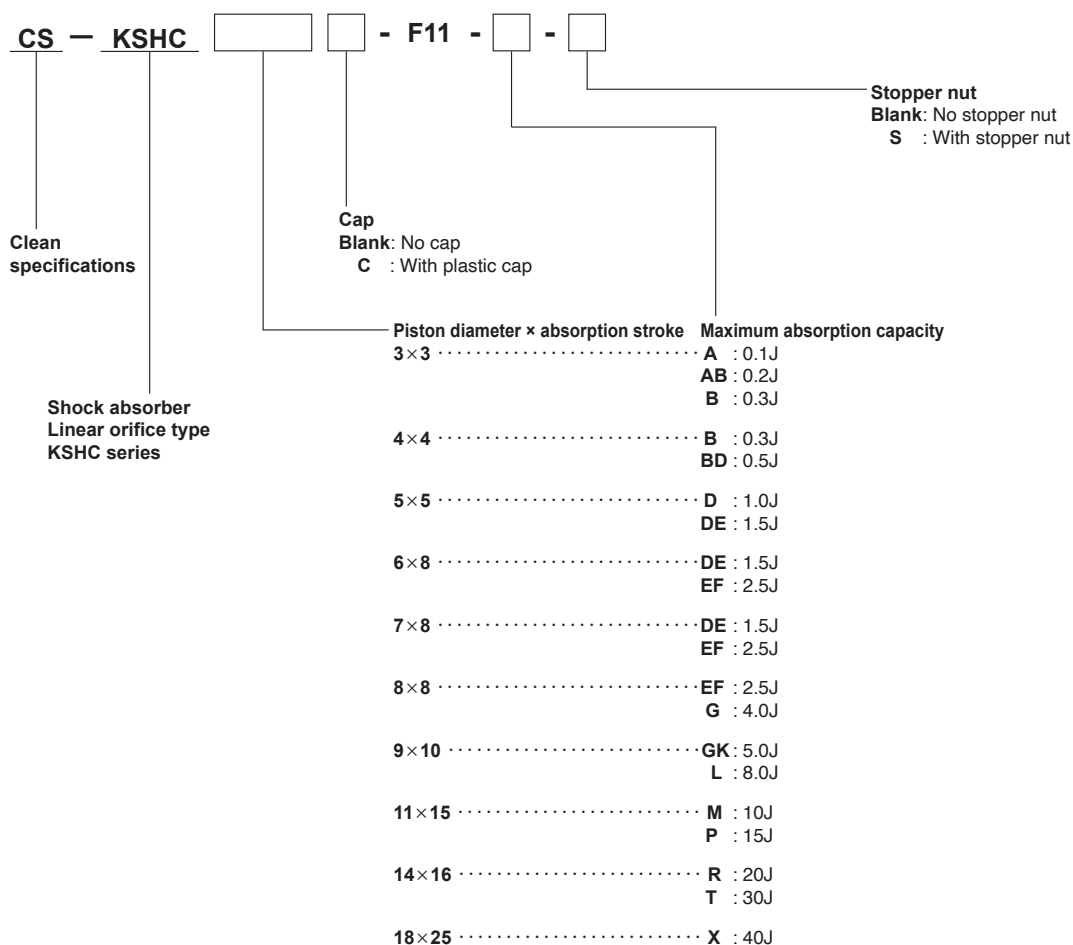 CS — KSHC - F11 - -
Stopper nut
Blank: No stopper nut
S : With stopper nut
Cap
Blank: No cap
C : With plastic cap
Clean
specifications
Piston diameter × absorption stroke Maximum absorption capacity
3×3 ··························· A : 0.1J
AB : 0.2J
B : 0.3J
Shock absorber
Linear orifice type
KSHC series
4×4 ··························· B : 0.3J
BD : 0.5J
5×5 ··························· D : 1.0J
DE : 1.5J
6×8 ··························· DE : 1.5J
EF : 2.5J
7×8 ··························· DE : 1.5J
EF : 2.5J
8×8 ··························· EF : 2.5J
G : 4.0J
9×10 ·························· GK : 5.0J
L : 8.0J
11×15 ························· M : 10J
P : 15J
14×16 ························· R : 20J
T : 30J
18×25 ························· X : 40J